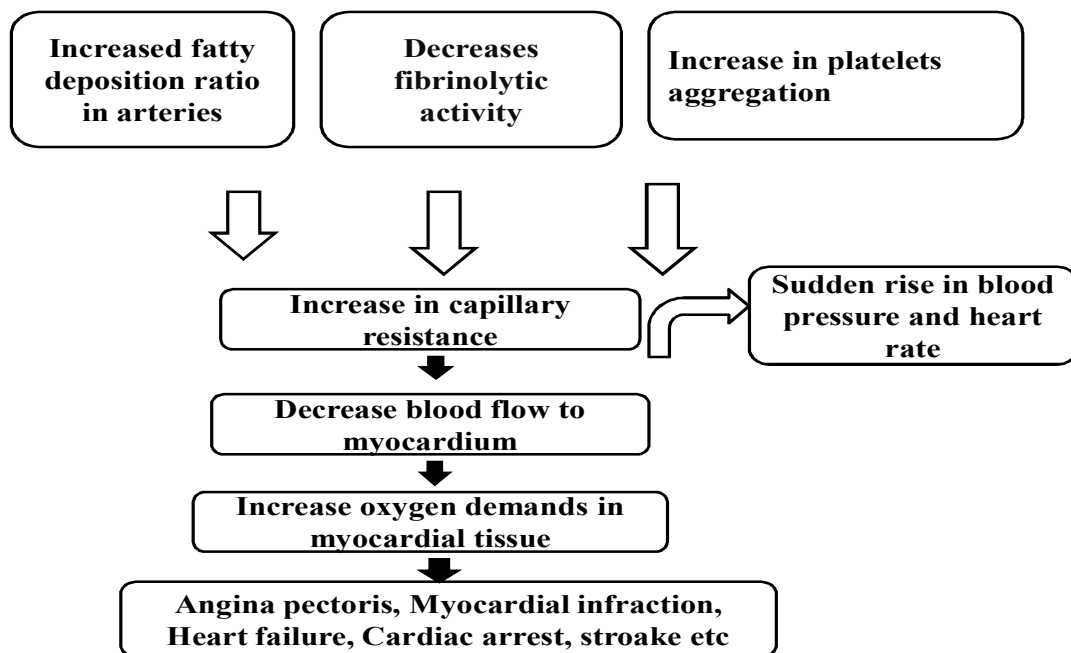 Increased fatty
deposition ratio
in arteries
Decreases
fibrinolytic
activity
Increase in platelets
aggregation
Increase in capillary
resistance
Sudden rise in blood
pressure and heart
rate
Decrease blood flow to
myocardium
Increase oxygen demands in
myocardial tissue
Angina pectoris, Myocardial infraction,
Heart failure, Cardiac arrest, stroake etc